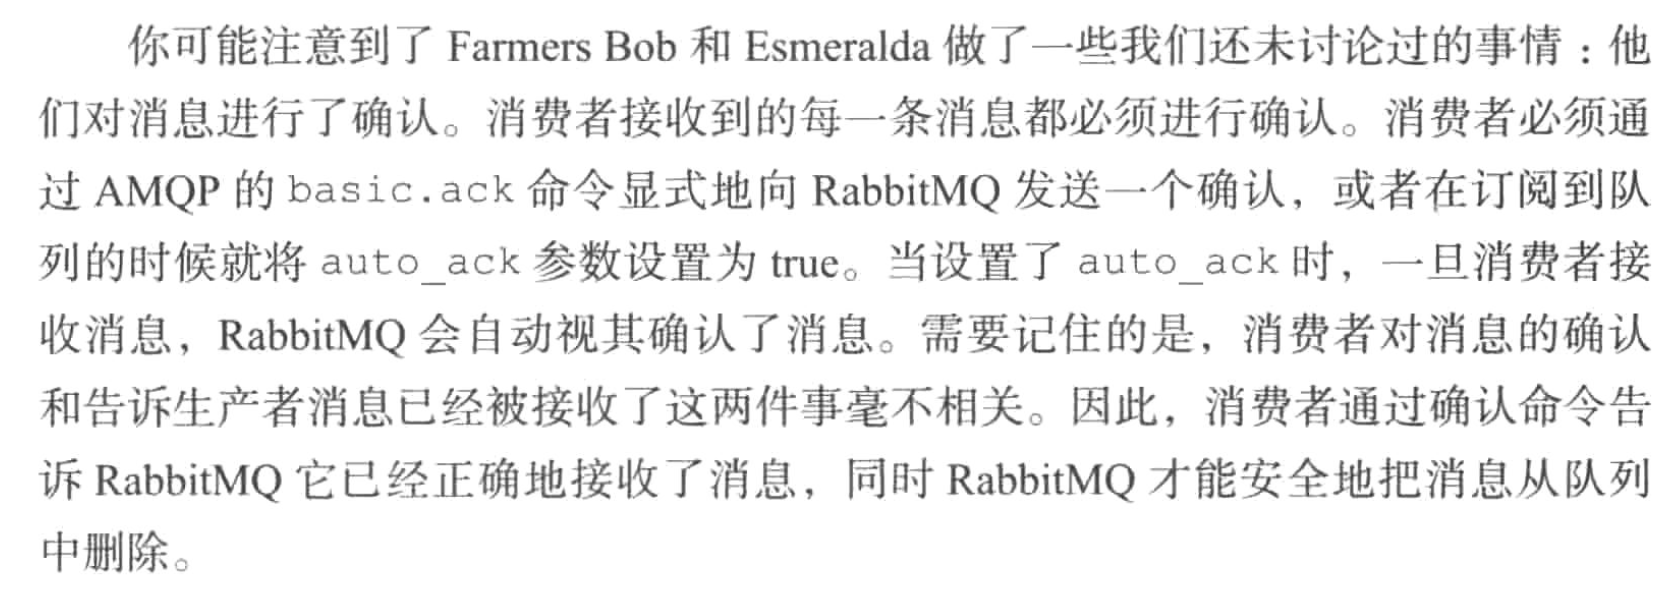 你可能注意到了 Farmers Bob 和 Esmeralda 做了一些我们还未讨论过的事情：他
们对消息进行了确认。消费者接收到的每一条消息都必须进行确认。消费者必须通
过 AMQP 的 basic.ack 命令显式地向 RabbitMQ 发送一个确认，或者在订阅到队
列的时候就将 auto_ack 参数设置为 true。当设置了 auto_ack 时，一旦消费者接
收消息，RabbitMQ 会自动视其确认了消息。需要记住的是，消费者对消息的确认
和告诉生产者消息已经被接收了这两件事毫不相关。因此，消费者通过确认命令告
诉 RabbitMQ 它已经正确地接收了消息，同时 RabbitMQ 才能安全地把消息从队列
中删除。